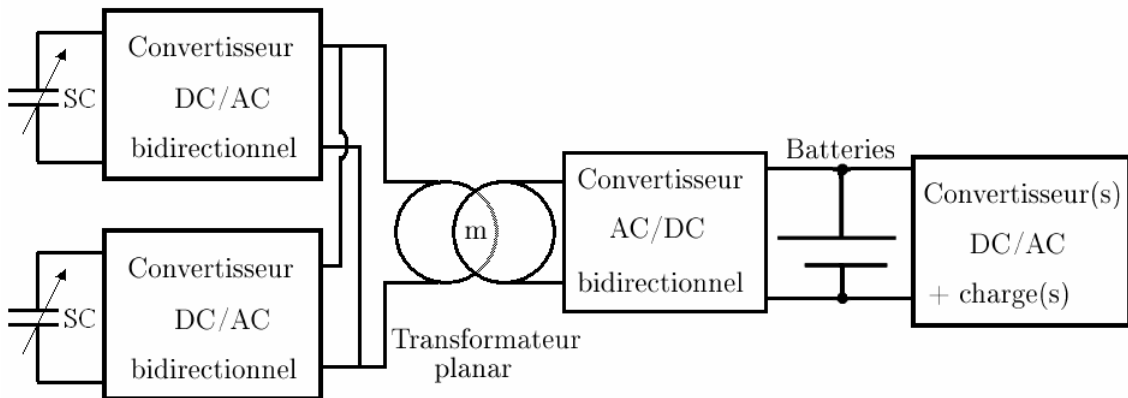 Convertisseur
DC/AC
bidirectionnel
SC
Convertisseur
DC/AC
bidirectionnel
SC
m
Transformateur
planar
Convertisseur
AC/DC
bidirectionnel
Batteries
Convertisseur(s)
DC/AC
+ charge(s)